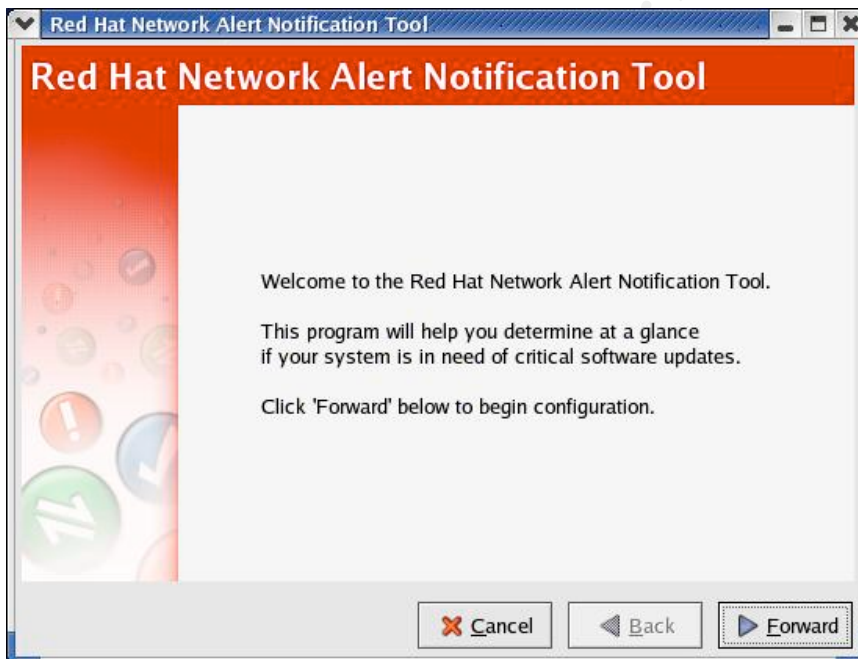 Red Hat Network Alert Notification Tool
Red Hat Network Alert Notification Tool
Welcome to the Red Hat Network Alert Notification Tool.
This program will help you determine at a glance
if your system is in need of critical software updates.
Click 'Forward' below to begin configuration.
Cancel
Back
Forward